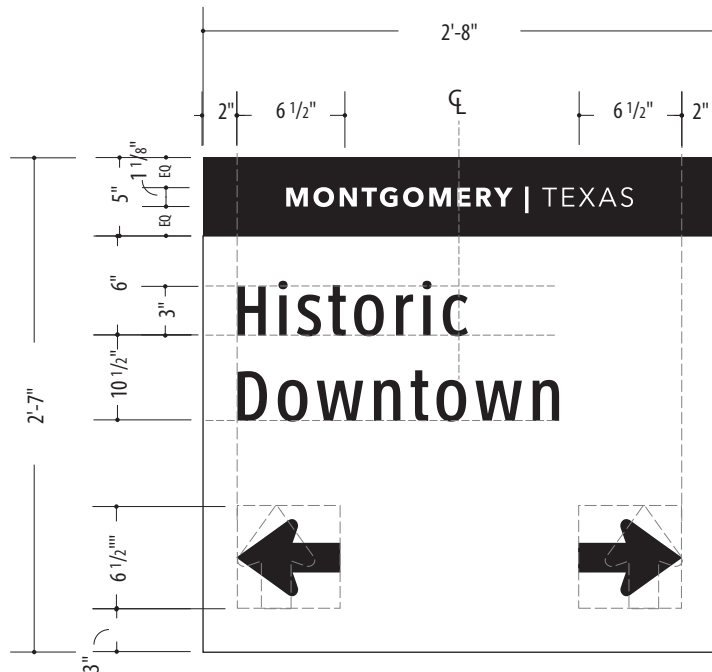 2'-8"
2" 6 1/2" ℄ 6 1/2" 2"
1 1/8"
EQ
5"
EQ
MONTGOMERY | TEXAS
6"
3"
Historic
10 1/2"
Downtown
2'-7"
6 1/2""
3"